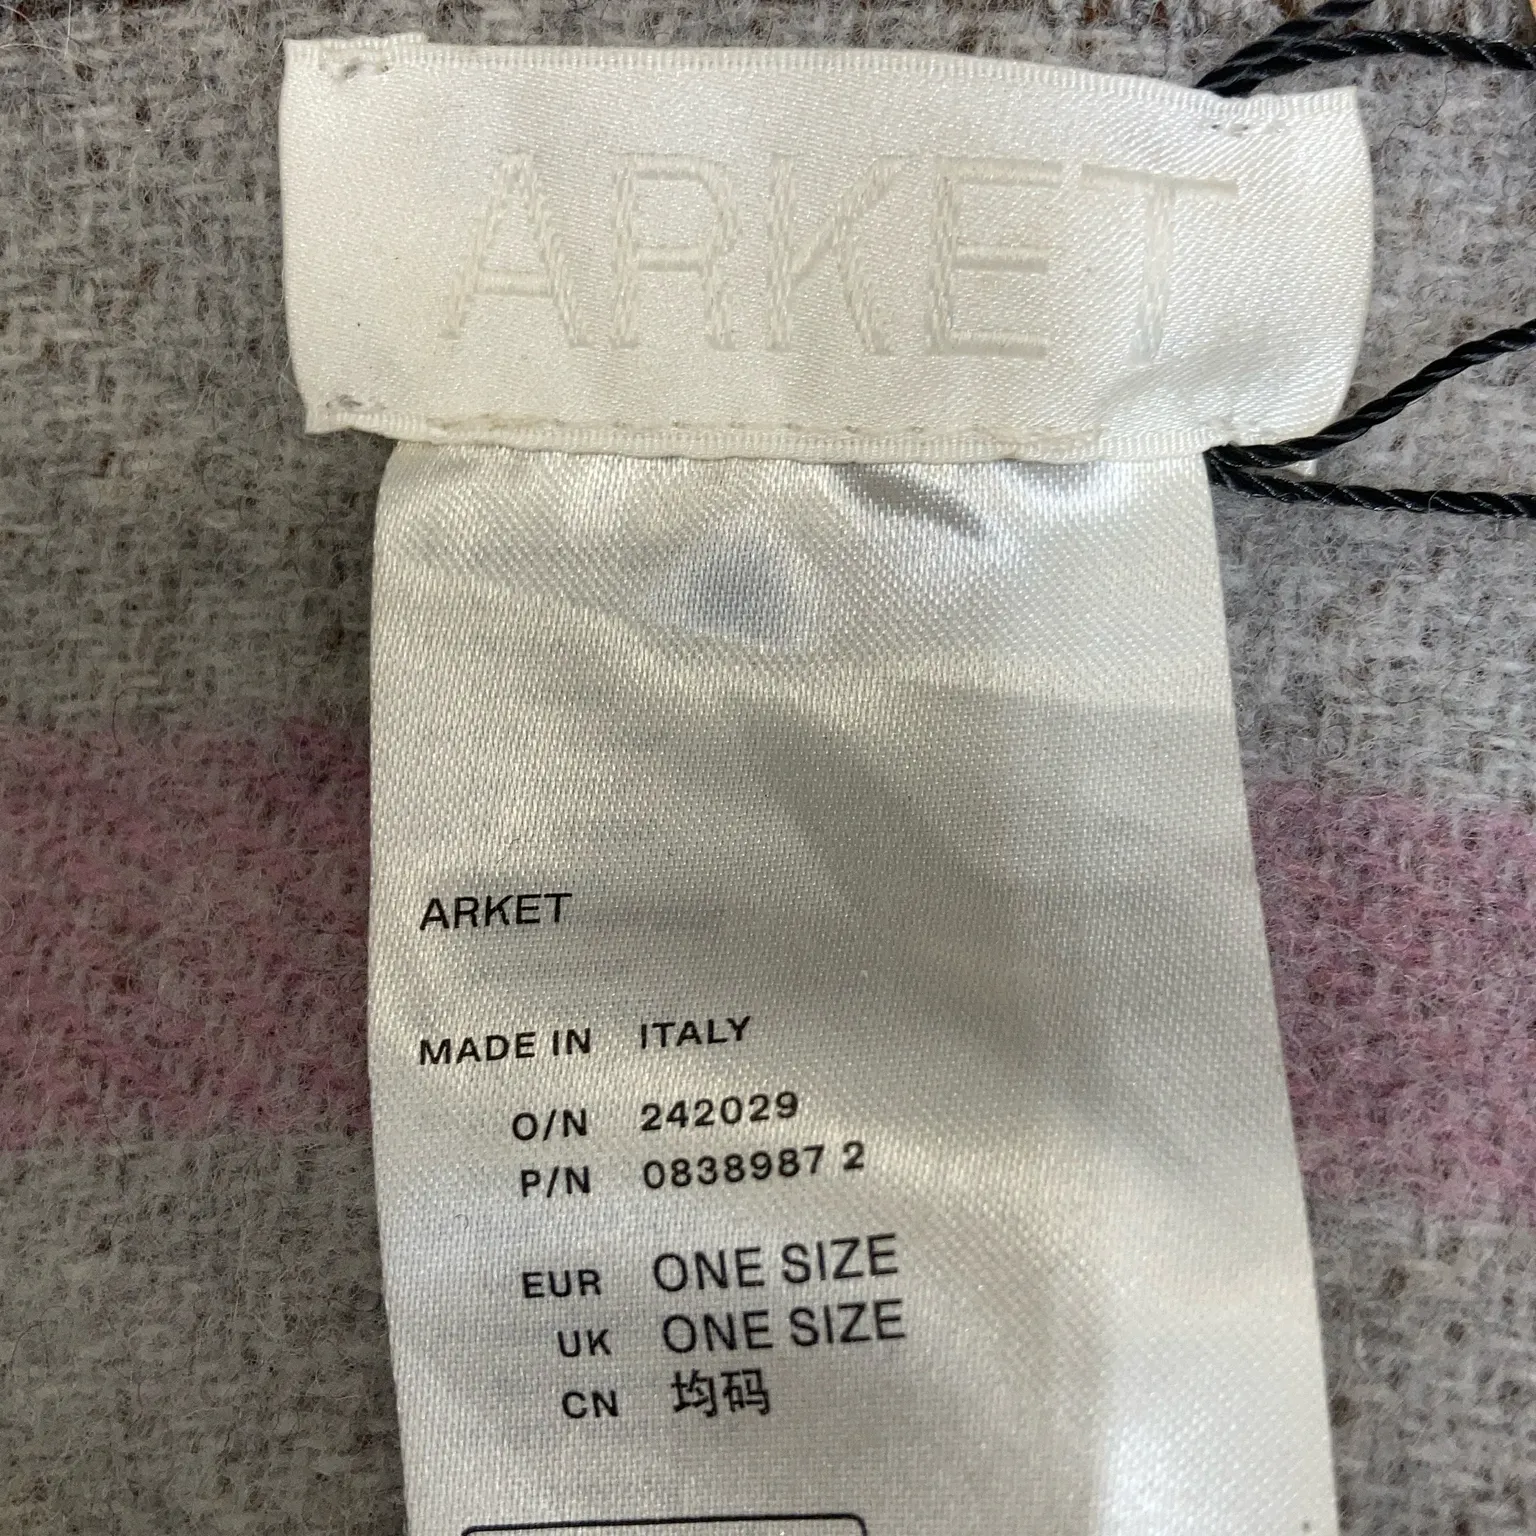 ARKET
ARKET
MADE IN ITALY
O/N 242029
P/N 0838987 2
EUR ONE SIZE
UK ONE SIZE
CN 均码